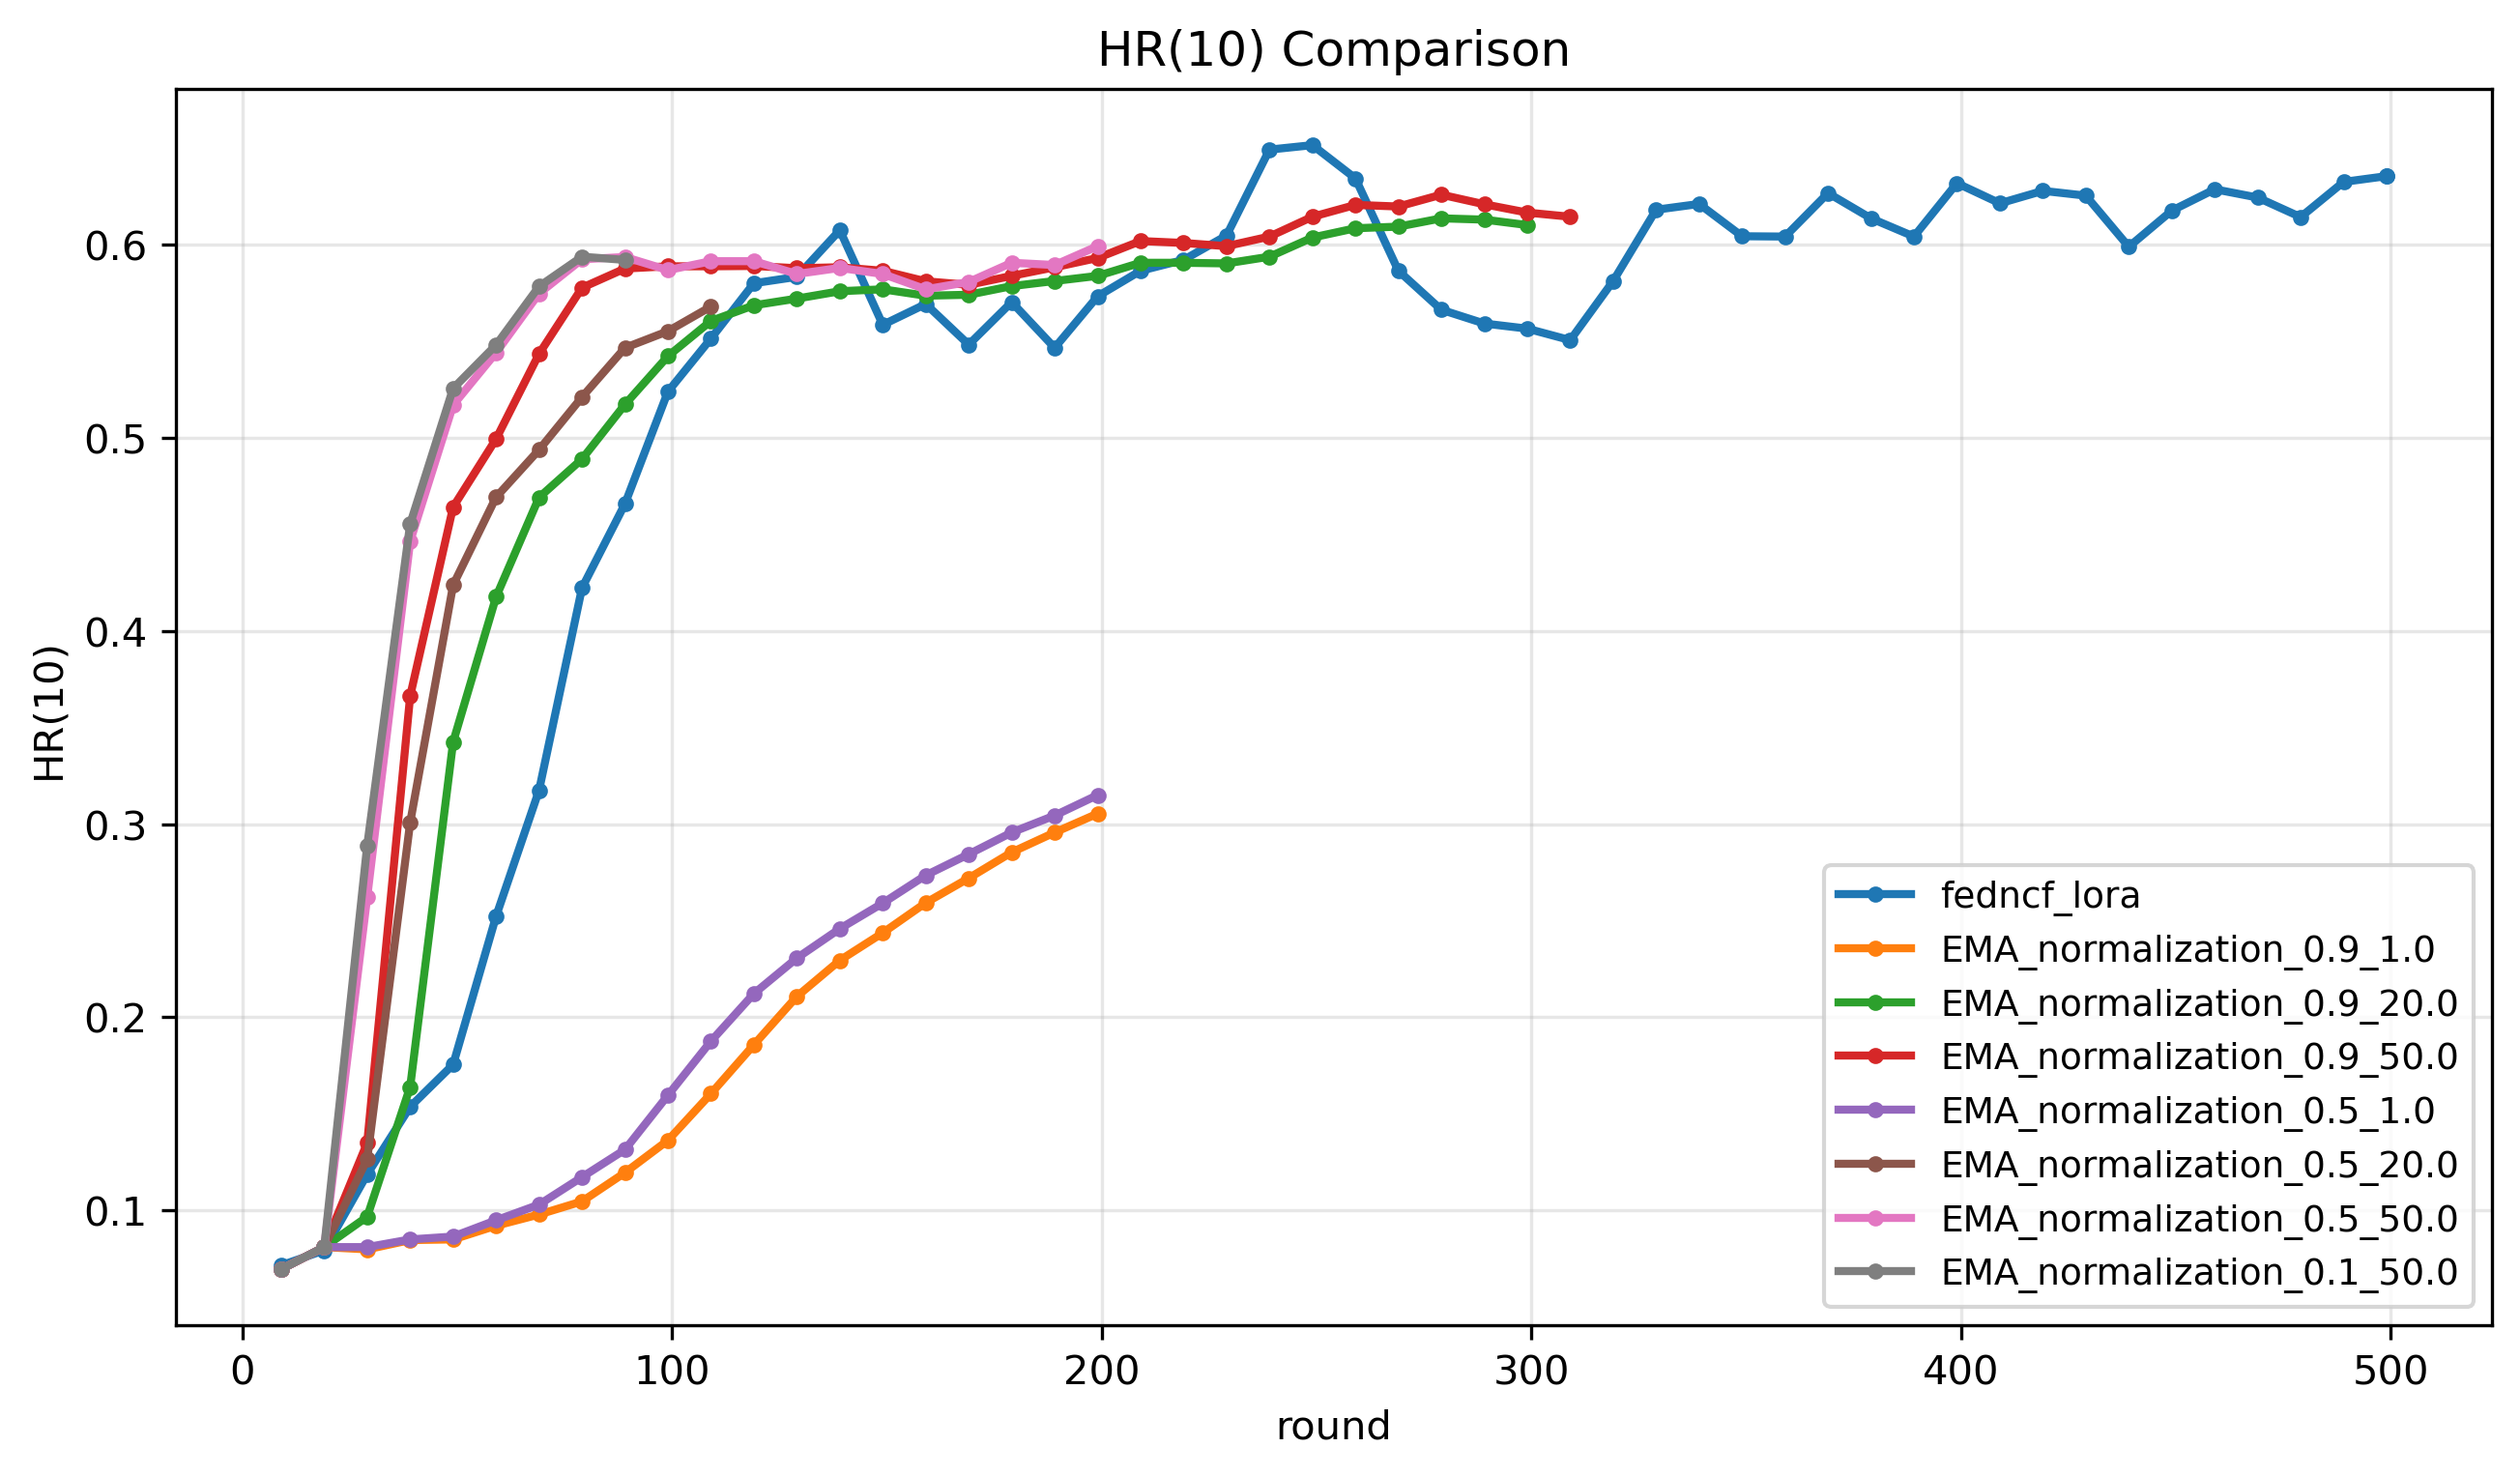 HR(10) Comparison
HR(10)
0.6
0.5
0.4
0.3
0.2
0.1
0 100 200 300 400 500
round
fedncf_lora
EMA_normalization_0.9_1.0
EMA_normalization_0.9_20.0
EMA_normalization_0.9_50.0
EMA_normalization_0.5_1.0
EMA_normalization_0.5_20.0
EMA_normalization_0.5_50.0
EMA_normalization_0.1_50.0